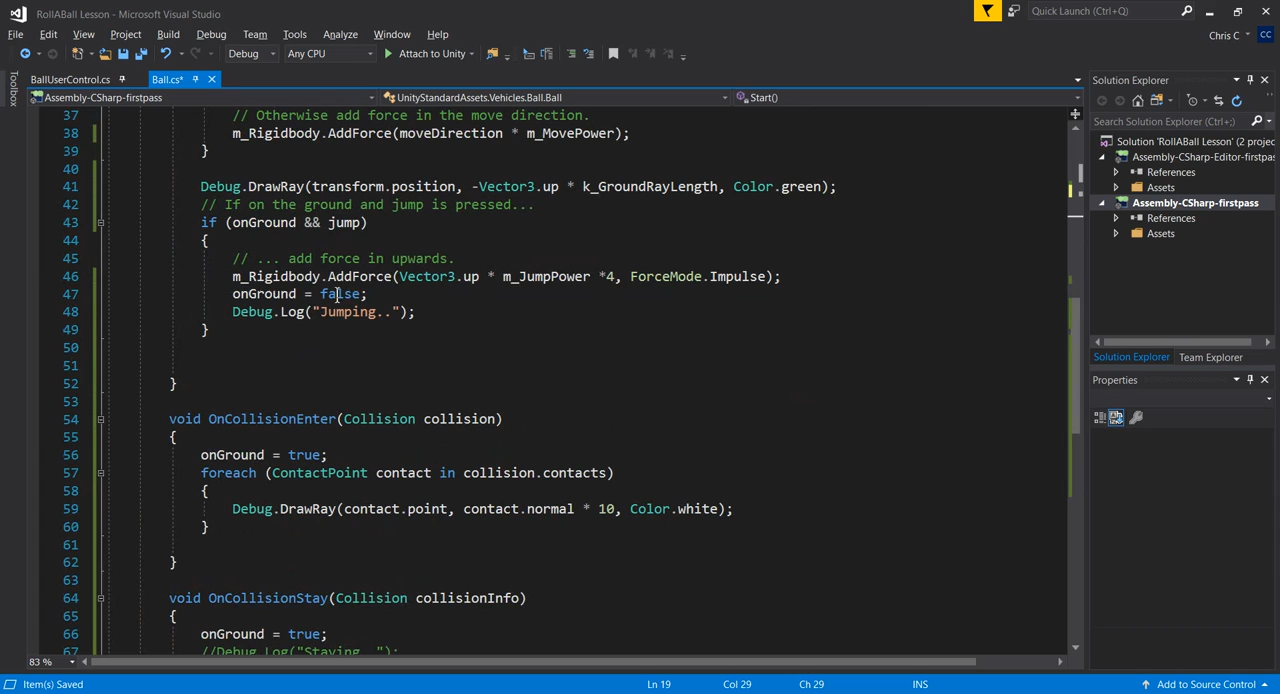 RollABall Lesson - Microsoft Visual Studio
Quick Launch (Ctrl+Q)
File Edit View Project Build Debug Team Tools Analyze Window Help
Chris C CC
Debug Any CPU Attach to Unity
Toolbox
BallUserControl.cs Ball.cs*
Assembly-CSharp-firstpass UnityStandardAssets.Vehicles.Ball.Ball Start()
37 // Otherwise add force in the move direction.
38 m_Rigidbody.AddForce(moveDirection * m_MovePower);
39 }
40
41 Debug.DrawRay(transform.position, -Vector3.up * k_GroundRayLength, Color.green);
42 // If on the ground and jump is pressed...
43 if (onGround && jump)
44 {
45 // ... add force in upwards.
46 m_Rigidbody.AddForce(Vector3.up * m_JumpPower *4, ForceMode.Impulse);
47 onGround = false;
48 Debug.Log("Jumping..");
49 }
50
51
52 }
53
54 void OnCollisionEnter(Collision collision)
55 {
56 onGround = true;
57 foreach (ContactPoint contact in collision.contacts)
58 {
59 Debug.DrawRay(contact.point, contact.normal * 10, Color.white);
60 }
61
62 }
63
64 void OnCollisionStay(Collision collisionInfo)
65 {
66 onGround = true;
67 //Debug.Log("Staying..");
83 %
Solution Explorer
Search Solution Explorer (Ctrl+;)
Solution 'RollABall Lesson' (2 projec
Assembly-CSharp-Editor-firstpas
References
Assets
Assembly-CSharp-firstpass
References
Assets
Solution Explorer Team Explorer
Properties
Item(s) Saved Ln 19 Col 29 Ch 29 INS Add to Source Control